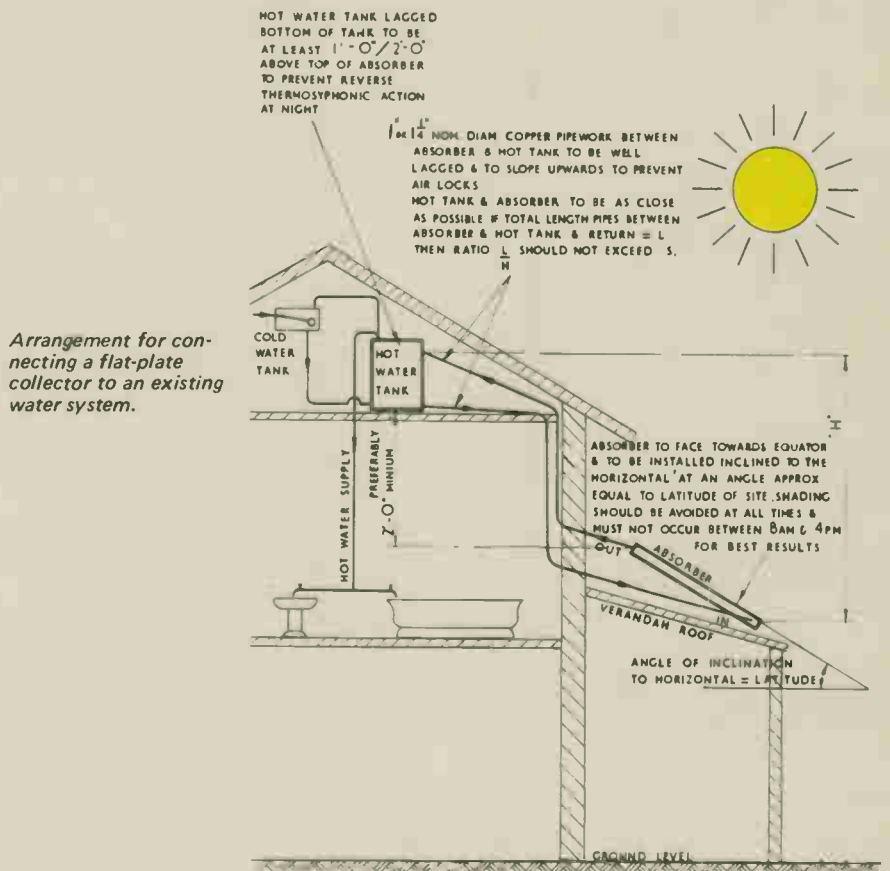 HOT WATER TANK LAGGED
BOTTOM OF TANK TO BE
AT LEAST 1'-0"/2'-0"
ABOVE TOP OF ABSORBER
TO PREVENT REVERSE
THERMOSYPHONIC ACTION
AT NIGHT
1" OR 1 1/4" NOM. DIAM COPPER PIPEWORK BETWEEN
ABSORBER & HOT TANK TO BE WELL
LAGGED & TO SLOPE UPWARDS TO PREVENT
AIR LOCKS
HOT TANK & ABSORBER TO BE AS CLOSE
AS POSSIBLE IF TOTAL LENGTH PIPES BETWEEN
ABSORBER & HOT TANK & RETURN = L
THEN RATIO L/H SHOULD NOT EXCEED 5.
Arrangement for con-
necting a flat-plate
collector to an existing
water system.
COLD
WATER
TANK
HOT
WATER
TANK
HOT WATER SUPPLY
PREFERABLY
2'-0" MINIUM
"H"
ABSORBER TO FACE TOWARDS EQUATOR
& TO BE INSTALLED INCLINED TO THE
HORIZONTAL AT AN ANGLE APPROX
EQUAL TO LATITUDE OF SITE. SHADING
SHOULD BE AVOIDED AT ALL TIMES &
MUST NOT OCCUR BETWEEN 8AM & 4PM
FOR BEST RESULTS
OUT
ABSORBER
IN
VERANDAH ROOF
ANGLE OF INCLINATION
TO HORIZONTAL = LATITUDE
GROUND LEVEL